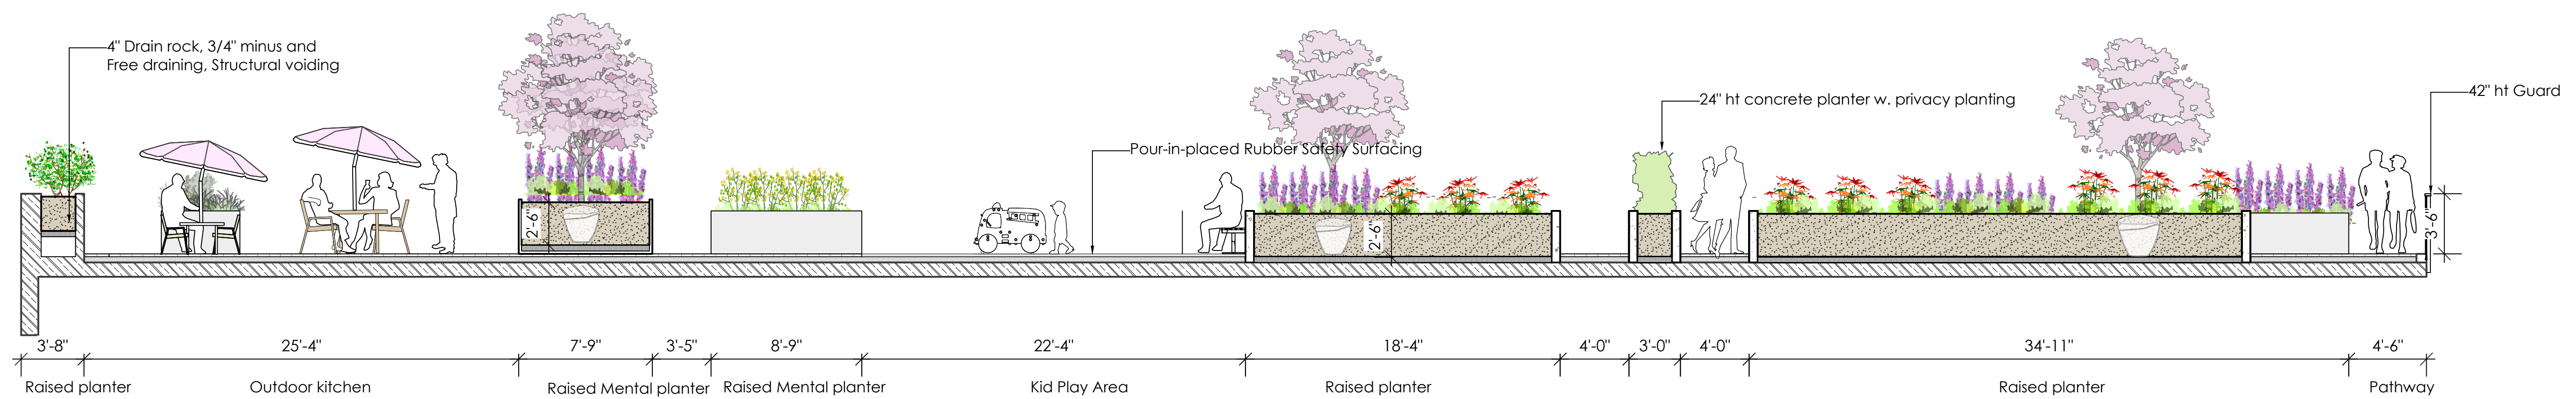 4" Drain rock, 3/4" minus and
Free draining, Structural voiding
42" ht Guard
24" ht concrete planter w. privacy planting
Pour-in-placed Rubber Safety Surfacing
2'-6"
2'-6"
3'-6"
3'-8"
25'-4"
7'-9"
3'-5"
8'-9"
22'-4"
18'-4"
4'-0"
3'-0"
4'-0"
34'-11"
4'-6"
Raised planter
Outdoor kitchen
Raised Mental planter
Raised Mental planter
Kid Play Area
Raised planter
Raised planter
Pathway